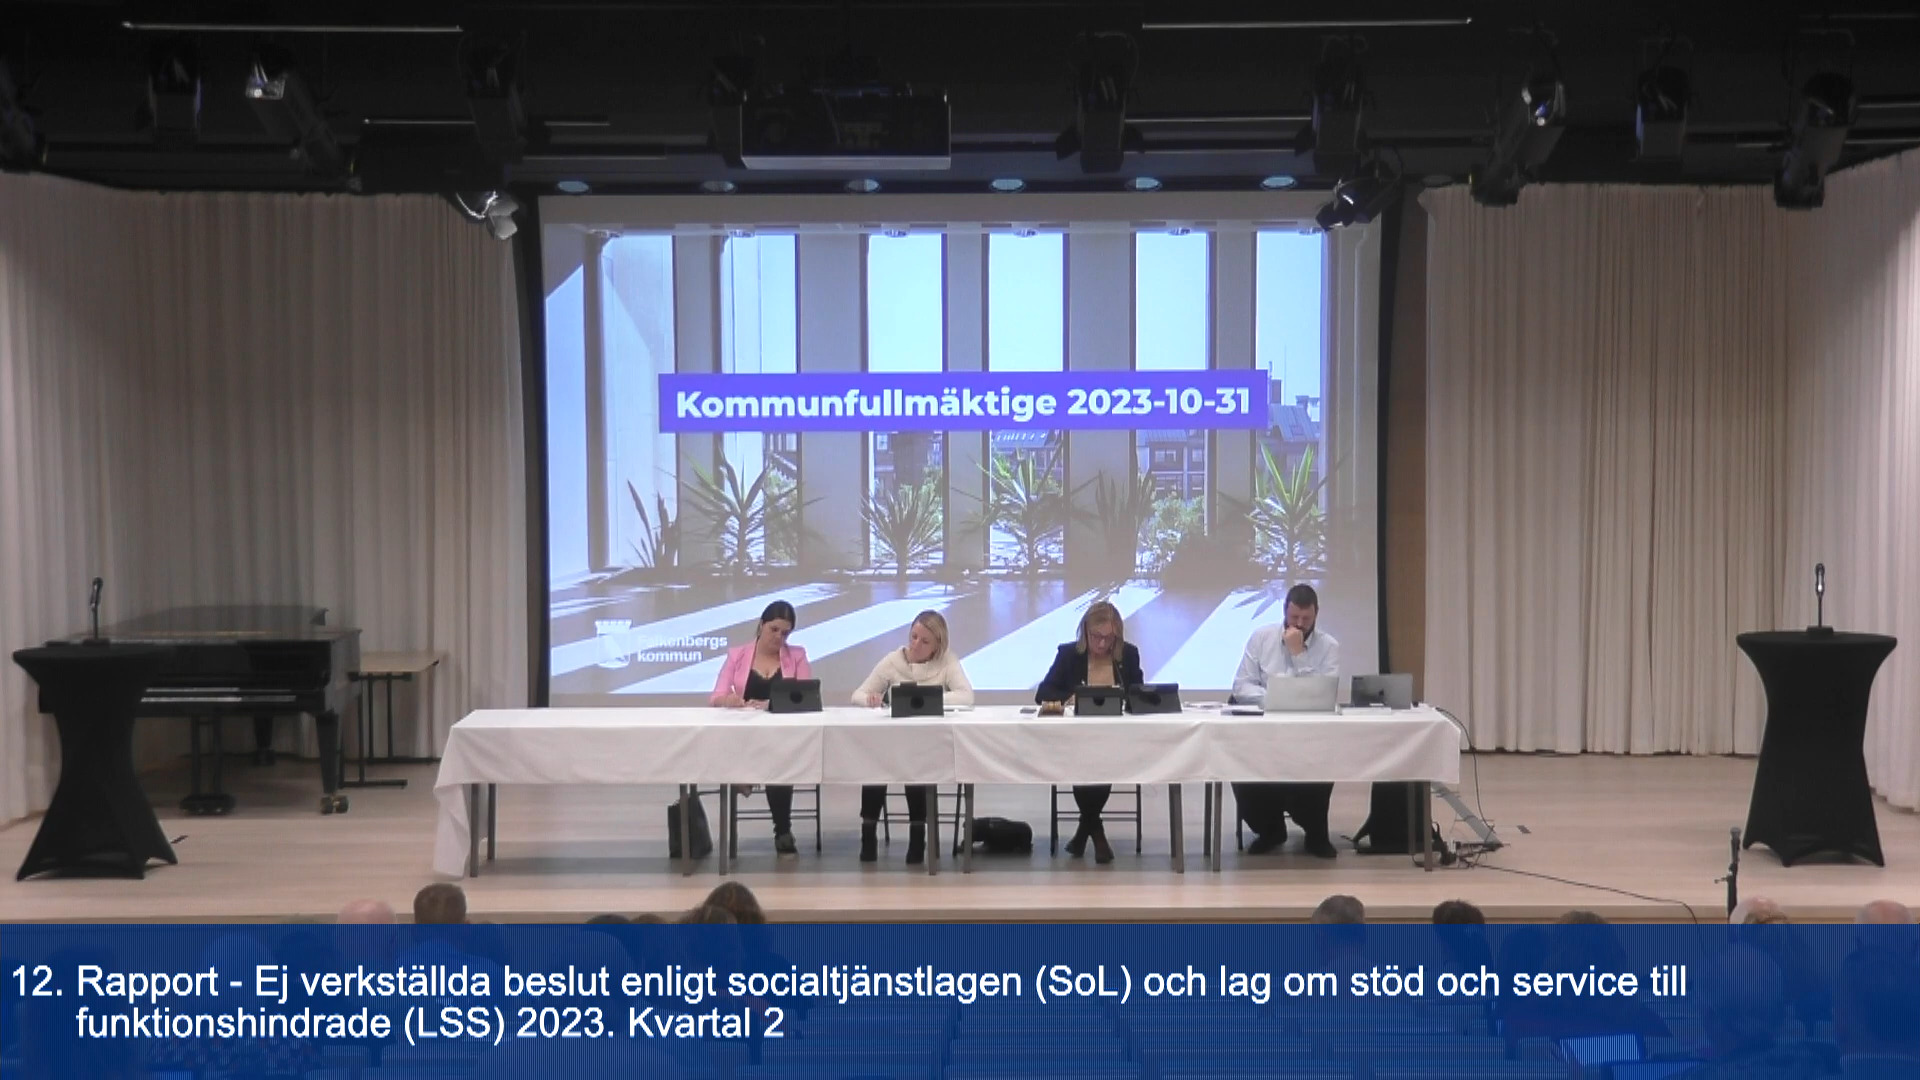 Kommunfullmäktige 2023-10-31
Falkenbergs
kommun
12. Rapport - Ej verkställda beslut enligt socialtjänstlagen (SoL) och lag om stöd och service till
funktionshindrade (LSS) 2023. Kvartal 2